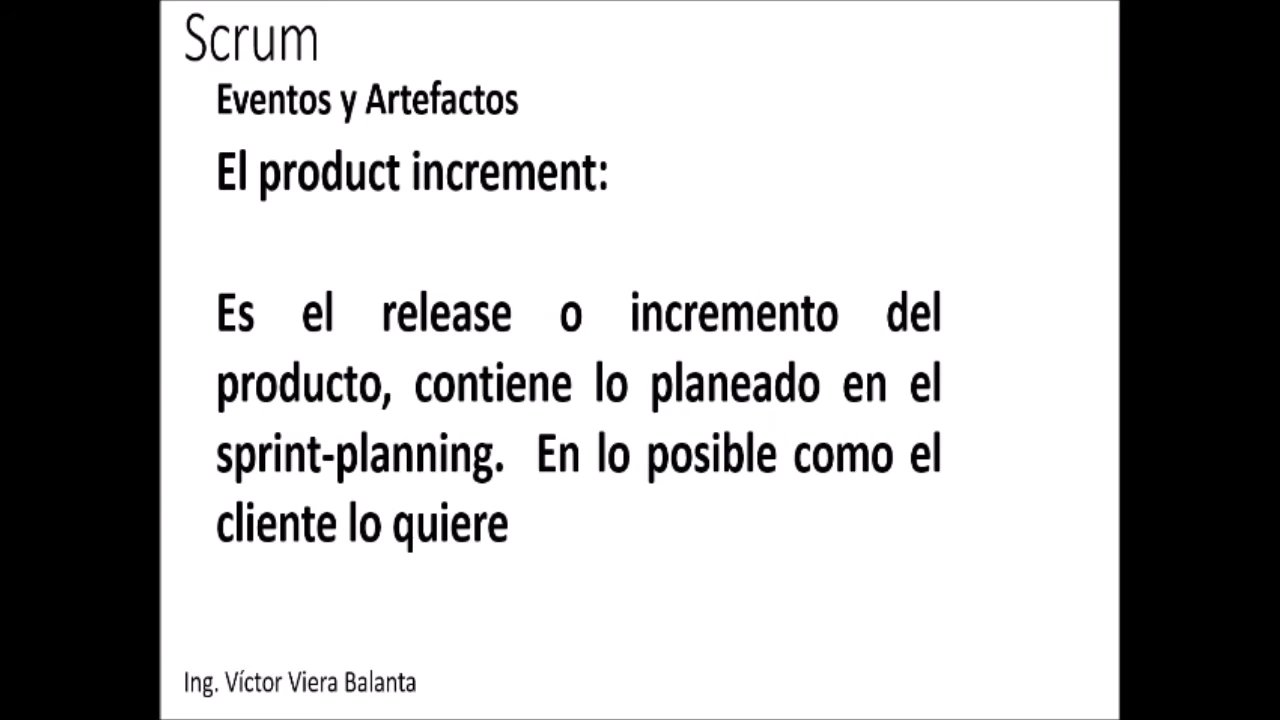 Scrum
Eventos y Artefactos
El product increment:
Es el release o incremento del
producto, contiene lo planeado en el
sprint-planning. En lo posible como el
cliente lo quiere
Ing. Víctor Viera Balanta